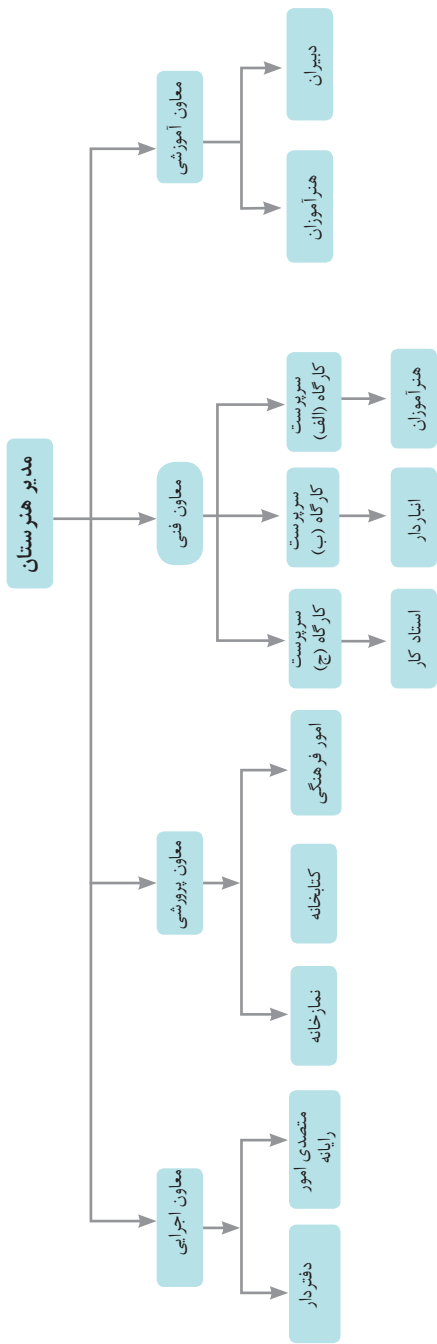 مدیر هنرستان
معاون آموزشی
معاون فنی
معاون پرورشی
معاون اجرایی
دبیران
هنرآموزان
سرپرست
کارگاه (الف)
سرپرست
کارگاه (ب)
سرپرست
کارگاه (ج)
امور فرهنگی
کتابخانه
نمازخانه
متصدی امور
رایانه
دفتردار
هنرآموزان
انباردار
استاد کار